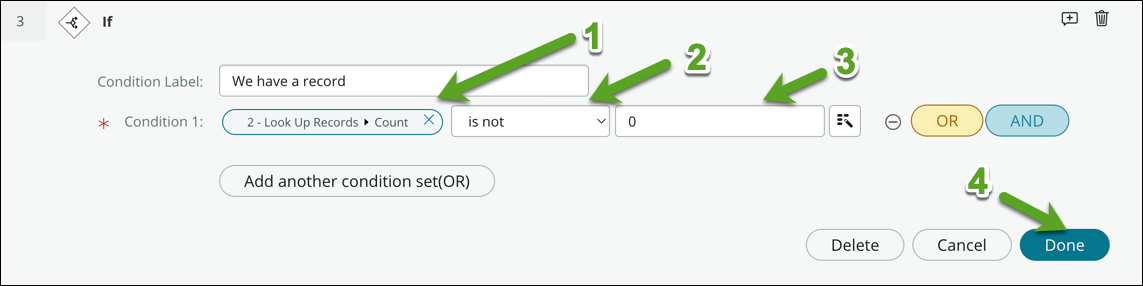 3 If
1 2 3
Condition Label: We have a record
* Condition 1: 2 - Look Up Records ▸ Count is not 0 OR AND
Add another condition set(OR)
4
Delete Cancel Done